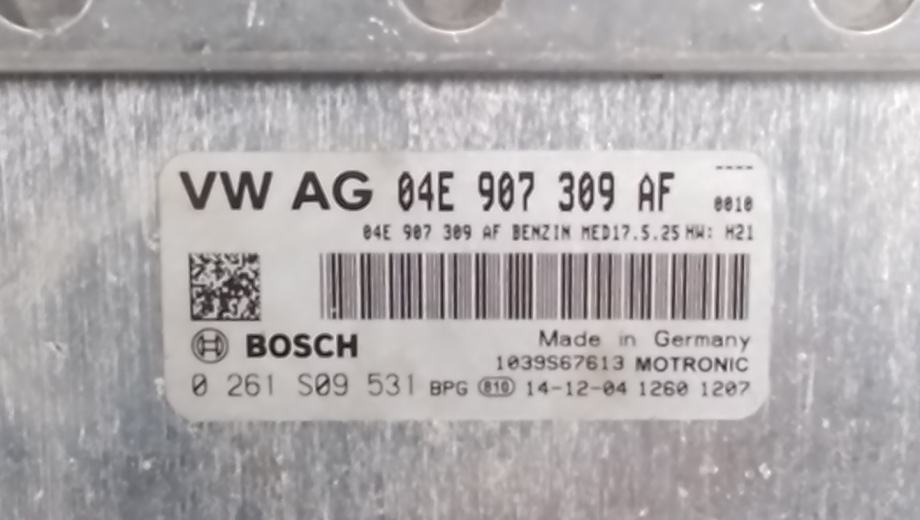 VW AG 04E 907 309 AF ----
0010
04E 907 309 AF BENZIN MED17.5.25 HW: H21
BOSCH
Made in Germany
1039S67613 MOTRONIC
0 261 S09 531 BPG 810 14-12-04 1260 1207